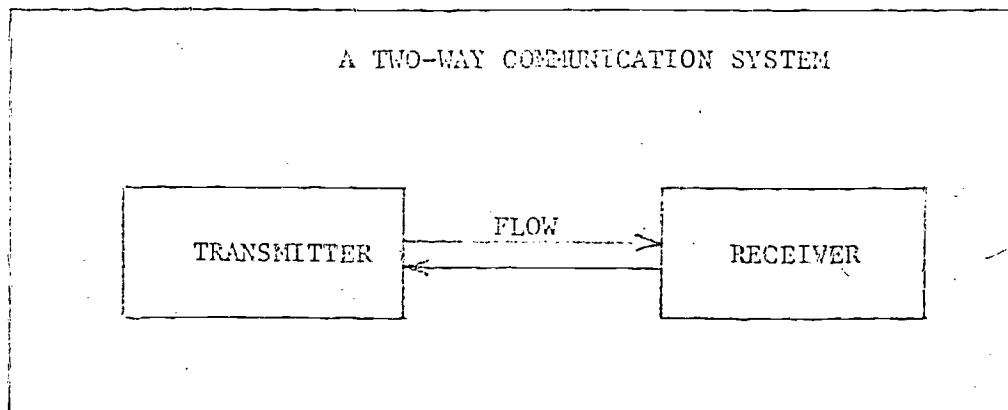 A TWO-WAY COMMUNICATION SYSTEM
FLOW
TRANSMITTER
RECEIVER